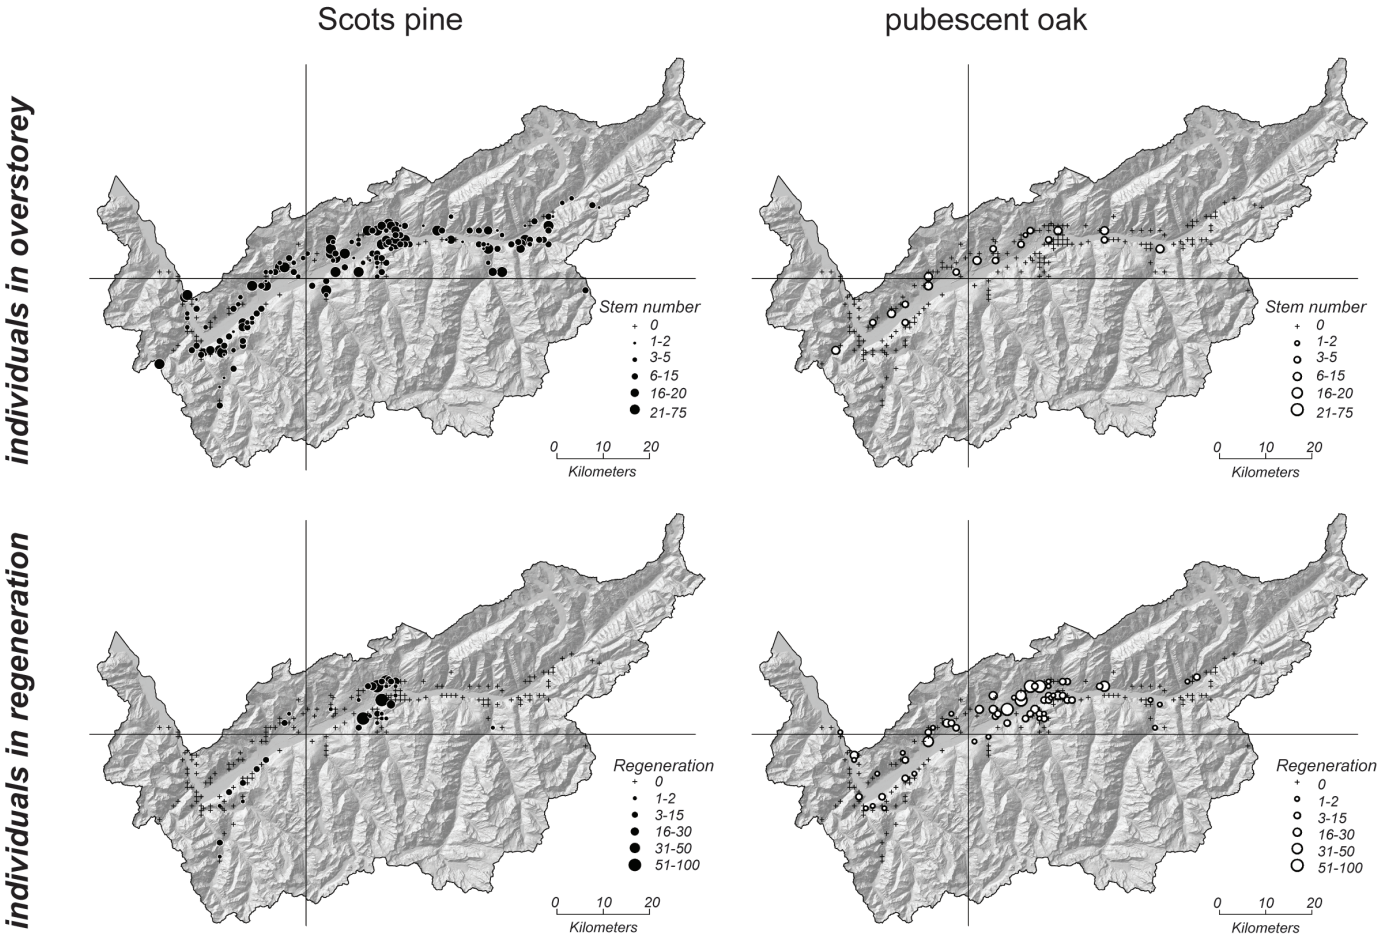 Scots pine
pubescent oak
individuals in overstorey
Stem number
0
1-2
3-5
6-15
16-20
21-75
0 10 20
Kilometers
Stem number
0
1-2
3-5
6-15
16-20
21-75
0 10 20
Kilometers
individuals in regeneration
Regeneration
0
1-2
3-15
16-30
31-50
51-100
0 10 20
Kilometers
Regeneration
0
1-2
3-15
16-30
31-50
51-100
0 10 20
Kilometers